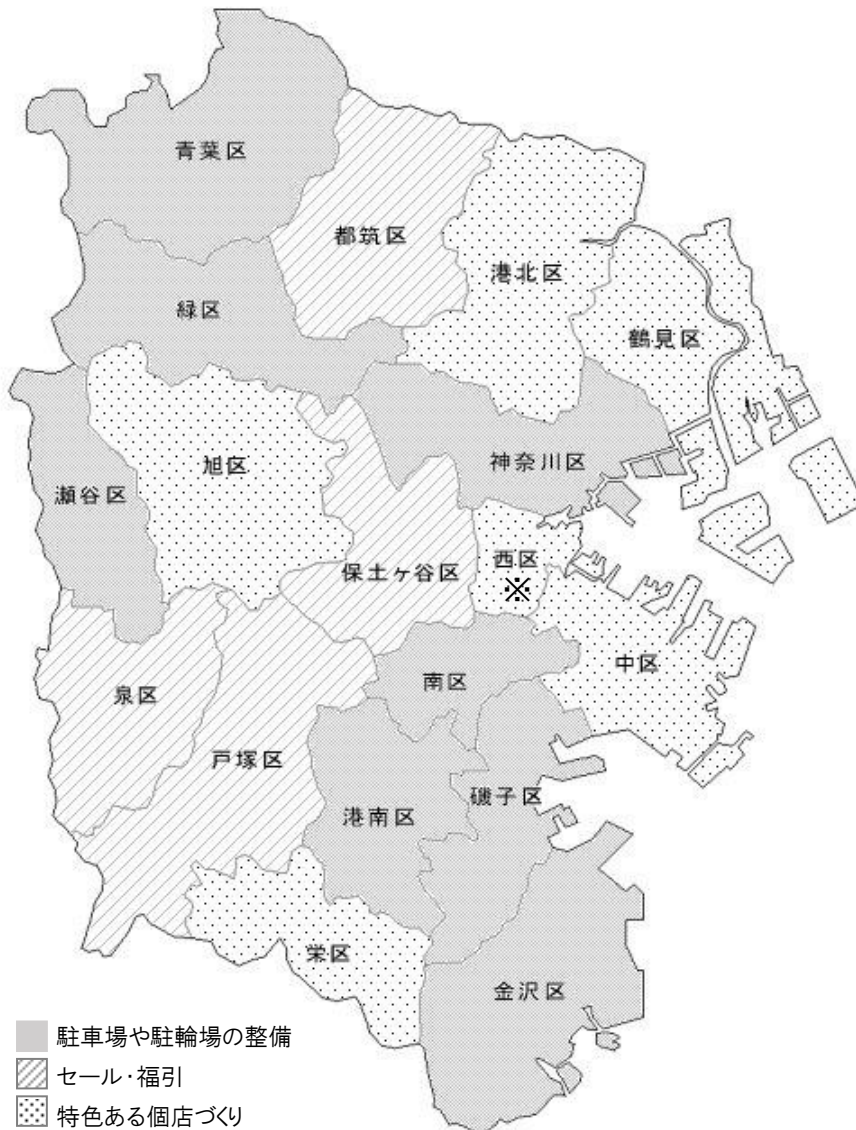 青葉区
都筑区
港北区
緑区
鶴見区
旭区
神奈川区
瀬谷区
西区
保土ヶ谷区
※
中区
南区
泉区
戸塚区
磯子区
港南区
栄区
金沢区
駐車場や駐輪場の整備
セール・福引
特色ある個店づくり